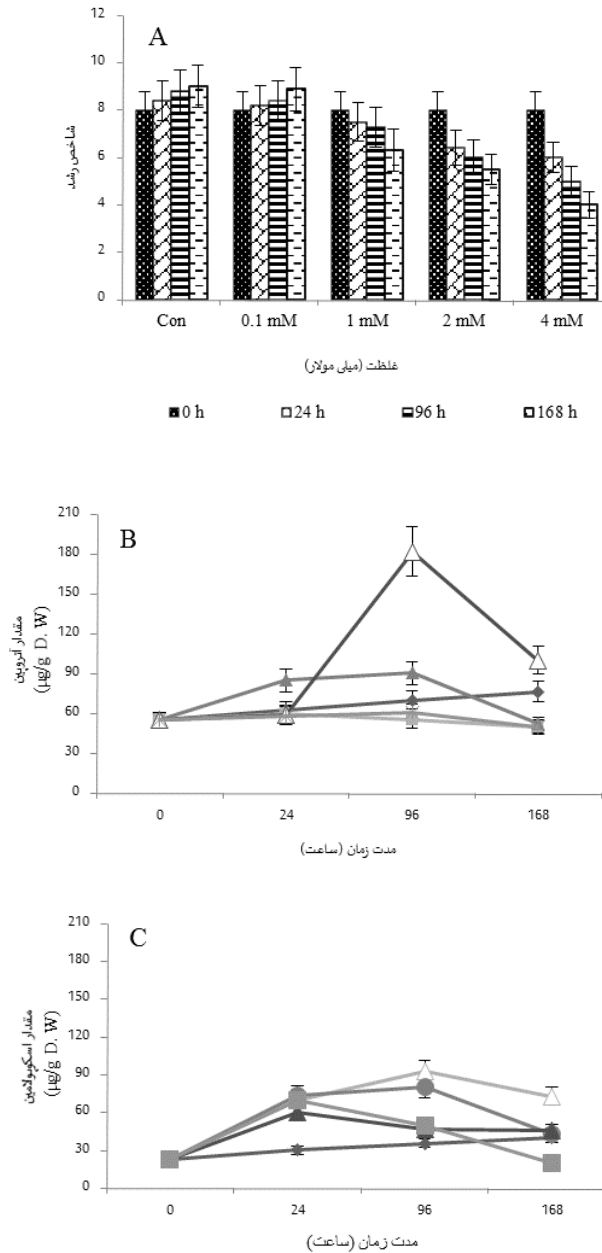 A
12
10
8
6
4
2
0
شاخص رشد
Con 0.1 mM 1 mM 2 mM 4 mM
غلظت (میلی مولار)
0 h 24 h 96 h 168 h
B
210
180
150
120
90
60
30
0
مقدار آتروپین
(µg/g D. W)
0 24 96 168
مدت زمان (ساعت)
C
210
180
150
120
90
60
30
0
مقدار اسکوپولامین
(µg/g D. W)
0 24 96 168
مدت زمان (ساعت)